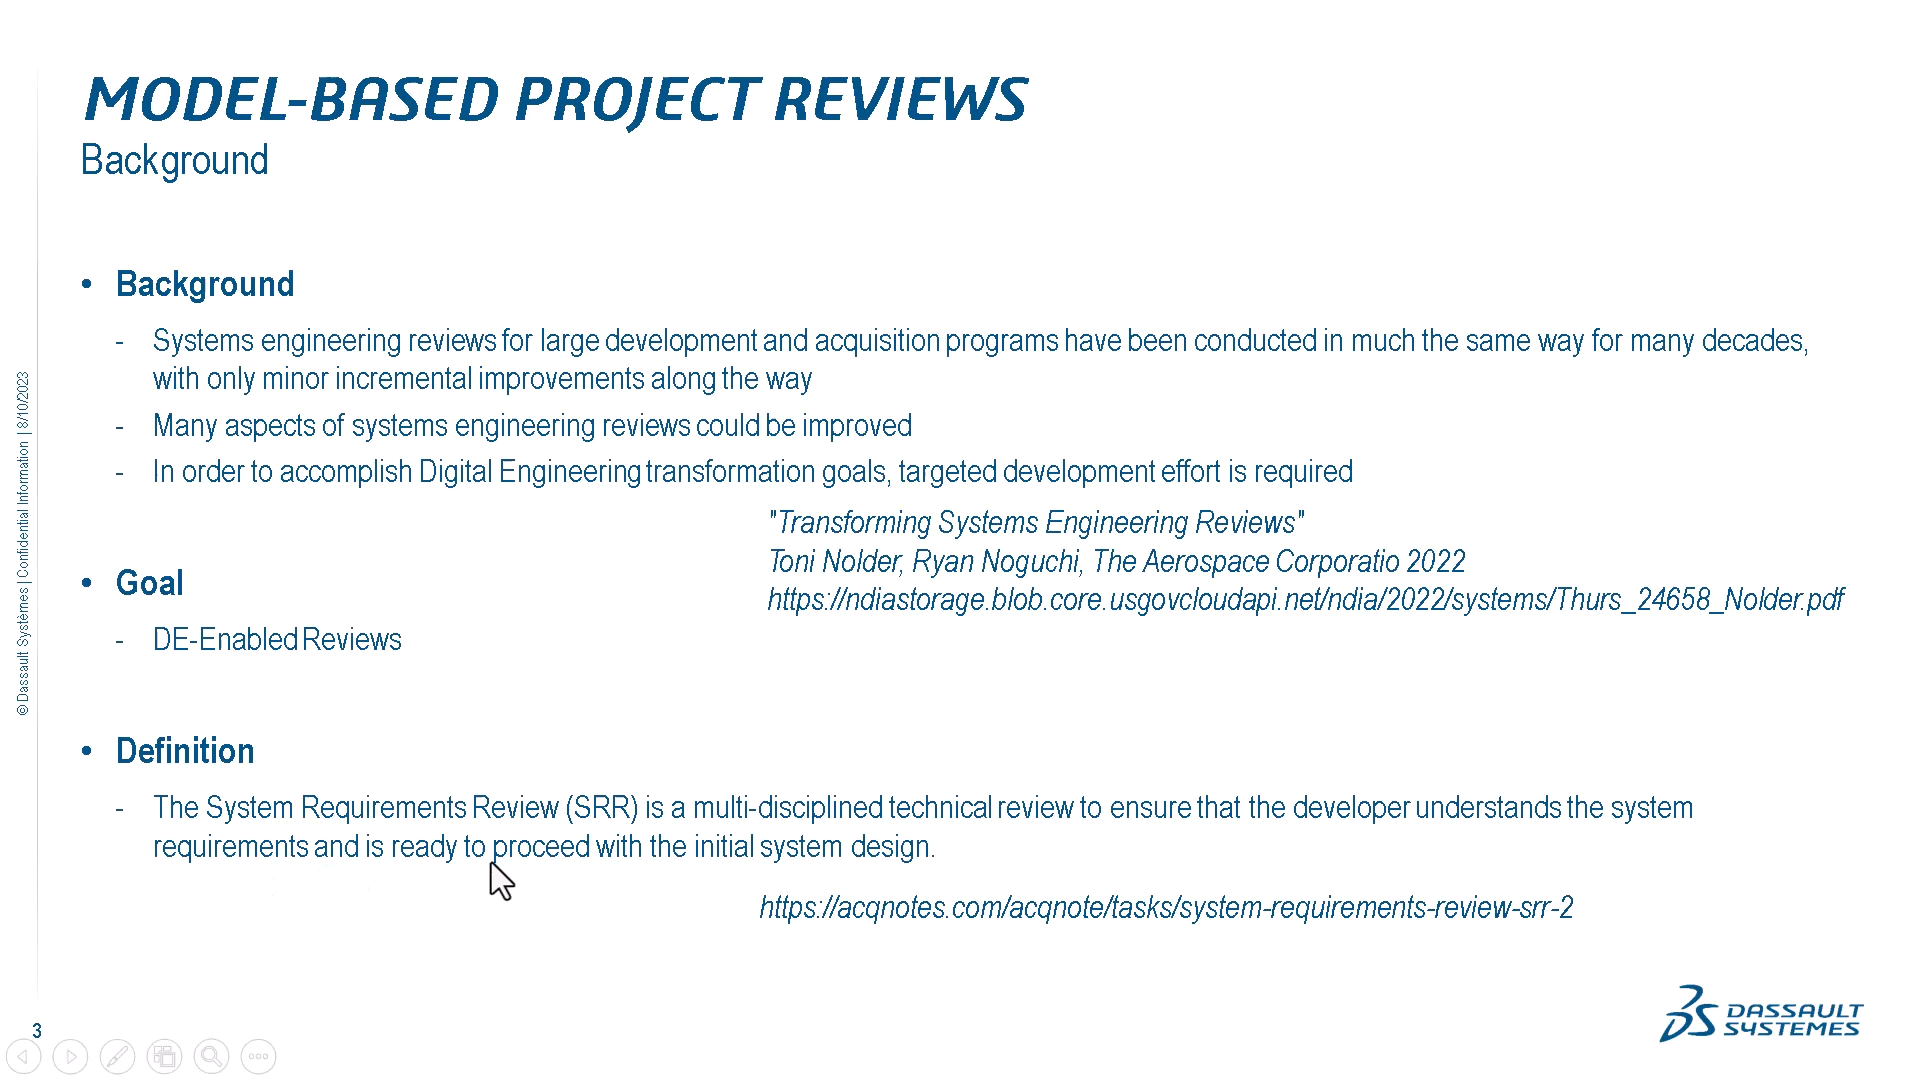 MODEL-BASED PROJECT REVIEWS
Background
• Background
- Systems engineering reviews for large development and acquisition programs have been conducted in much the same way for many decades,
with only minor incremental improvements along the way
- Many aspects of systems engineering reviews could be improved
- In order to accomplish Digital Engineering transformation goals, targeted development effort is required
"Transforming Systems Engineering Reviews"
Toni Nolder, Ryan Noguchi, The Aerospace Corporatio 2022
https://ndiastorage.blob.core.usgovcloudapi.net/ndia/2022/systems/Thurs_24658_Nolder.pdf
• Goal
- DE-Enabled Reviews
• Definition
- The System Requirements Review (SRR) is a multi-disciplined technical review to ensure that the developer understands the system
requirements and is ready to proceed with the initial system design.
https://acqnotes.com/acqnote/tasks/system-requirements-review-srr-2
© Dassault Systèmes | Confidential Information | 8/10/2023
3
DASSAULT
SYSTEMES